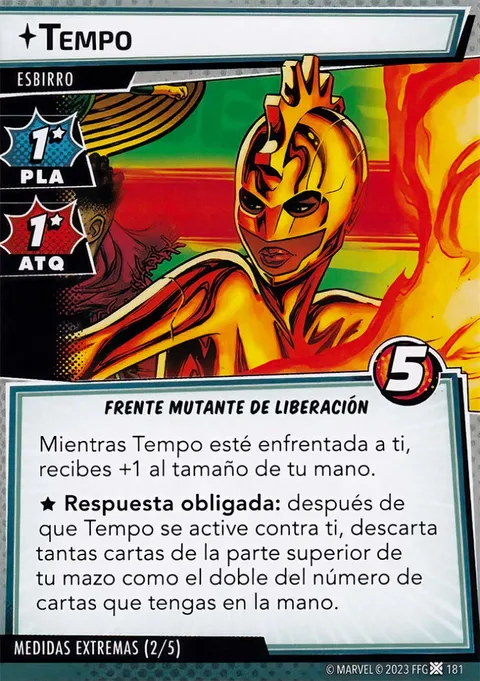 TEMPO
ESBIRRO
1
PLA
1
ATQ
5
FRENTE MUTANTE DE LIBERACIÓN
Mientras Tempo esté enfrentada a ti,
recibes +1 al tamaño de tu mano.
★ Respuesta obligada: después de
que Tempo se active contra ti, descarta
tantas cartas de la parte superior de
tu mazo como el doble del número de
cartas que tengas en la mano.
MEDIDAS EXTREMAS (2/5)
© MARVEL © 2023 FFG 181